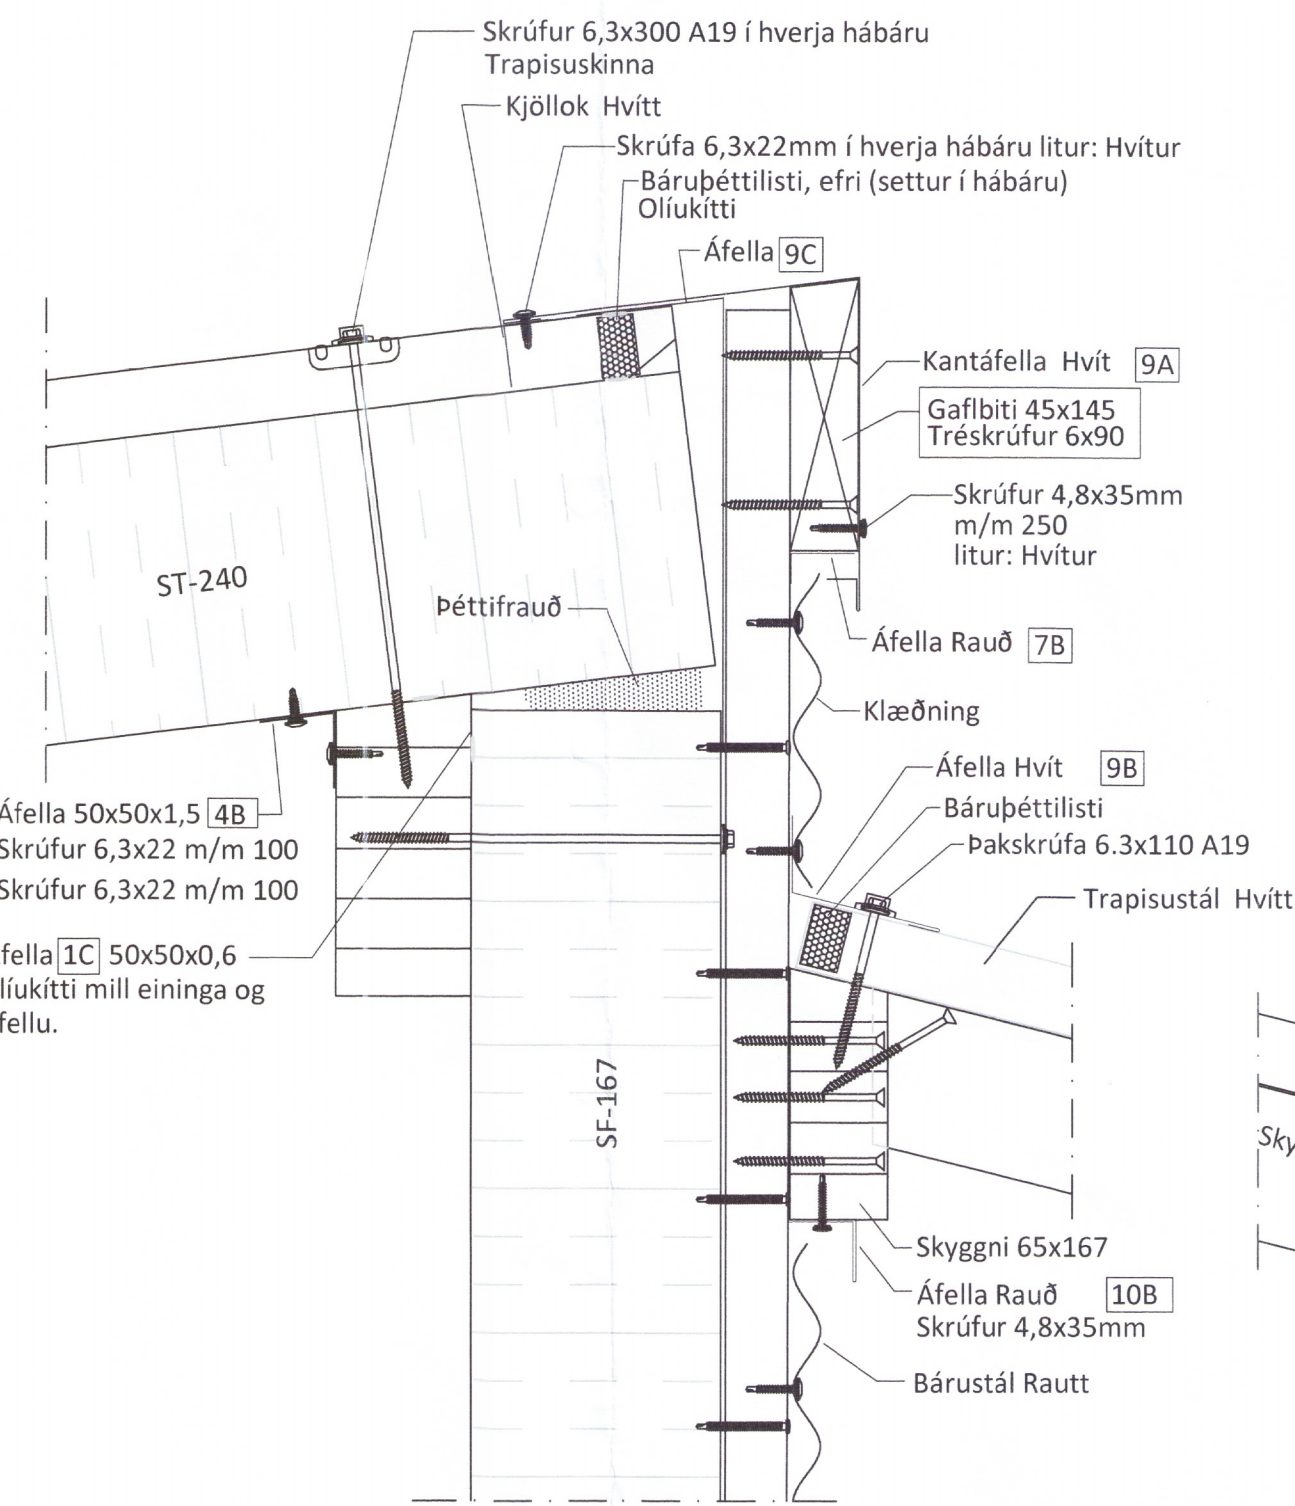 Skrúfur 6,3x300 A19 í hverja hábáru
Trapisuskinna
Kjöllok Hvítt
Skrúfa 6,3x22mm í hverja hábáru litur: Hvítur
Báruþéttilisti, efri (settur í hábáru)
Olíukítti
Áfella 9C
Kantáfella Hvít 9A
Gaflbiti 45x145
Tréskrúfur 6x90
Skrúfur 4,8x35mm
m/m 250
litur: Hvítur
ST-240
Þéttifrauð
Áfella Rauð 7B
Klæðning
Áfella Hvít 9B
Báruþéttilisti
Þakskrúfa 6.3x110 A19
Trapisustál Hvítt
Áfella 50x50x1,5 4B
Skrúfur 6,3x22 m/m 100
Skrúfur 6,3x22 m/m 100
fella 1C 50x50x0,6
líukítti mill eininga og
fellu.
SF-167
Sky
Skyggni 65x167
Áfella Rauð 10B
Skrúfur 4,8x35mm
Bárustál Rautt